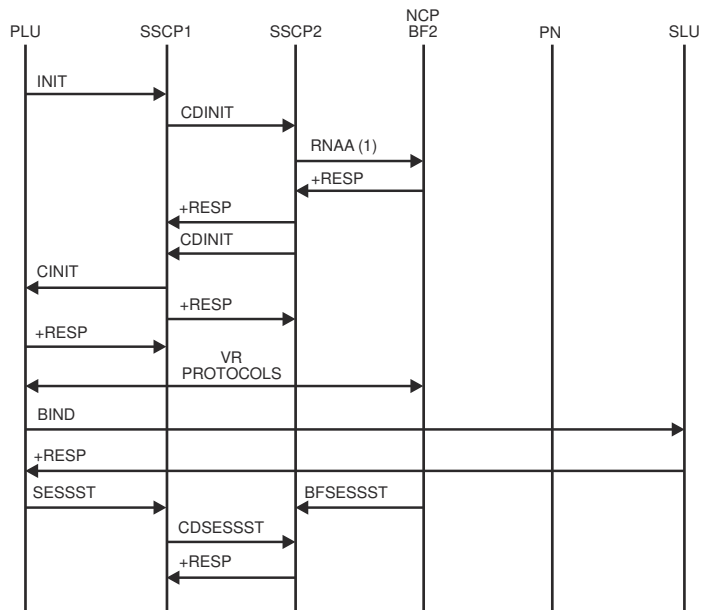 NCP
PLU SSCP1 SSCP2 BF2 PN SLU
INIT
CDINIT
RNAA (1)
+RESP
+RESP
CDINIT
CINIT
+RESP
+RESP
VR
PROTOCOLS
BIND
+RESP
SESSST BFSESSST
CDSESSST
+RESP